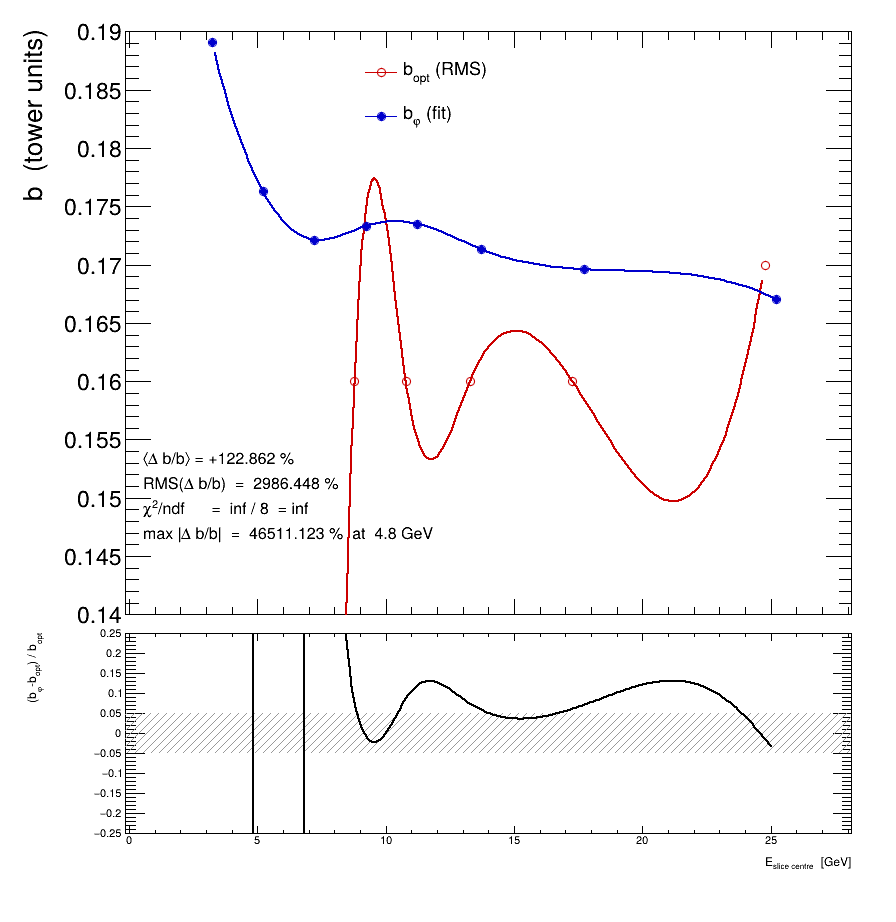 b (tower units)
0.19
0.185
0.18
0.175
0.17
0.165
0.16
0.155
0.15
0.145
0.14
b_opt (RMS)
b_φ (fit)
⟨Δ b/b⟩ = +122.862 %
RMS(Δ b/b) = 2986.448 %
χ²/ndf = inf / 8 = inf
max |Δ b/b| = 46511.123 % at 4.8 GeV
(b_φ-b_opt) / b_opt
0.25
0.2
0.15
0.1
0.05
0
−0.05
−0.1
−0.15
−0.2
−0.25
0 5 10 15 20 25
E_slice centre [GeV]